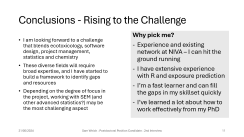 Conclusions - Rising to the Challenge
• I am looking forward to a challenge
that blends ecotoxicology, software
design, project management,
statistics and chemistry
• These diverse fields will require
broad expertise, and I have started to
build a framework to identify gaps
and resources
• Depending on the degree of focus in
the project, working with SEM (and
other advanced statistics?) may be
the most challenging aspect
Why pick me?
- Experience and existing
network at NIVA – I can hit the
ground running
- I have extensive experience
with R and exposure prediction
- I'm a fast learner and can fill
the gaps in my skillset quickly
- I've learned a lot about how to
work effectively from my PhD